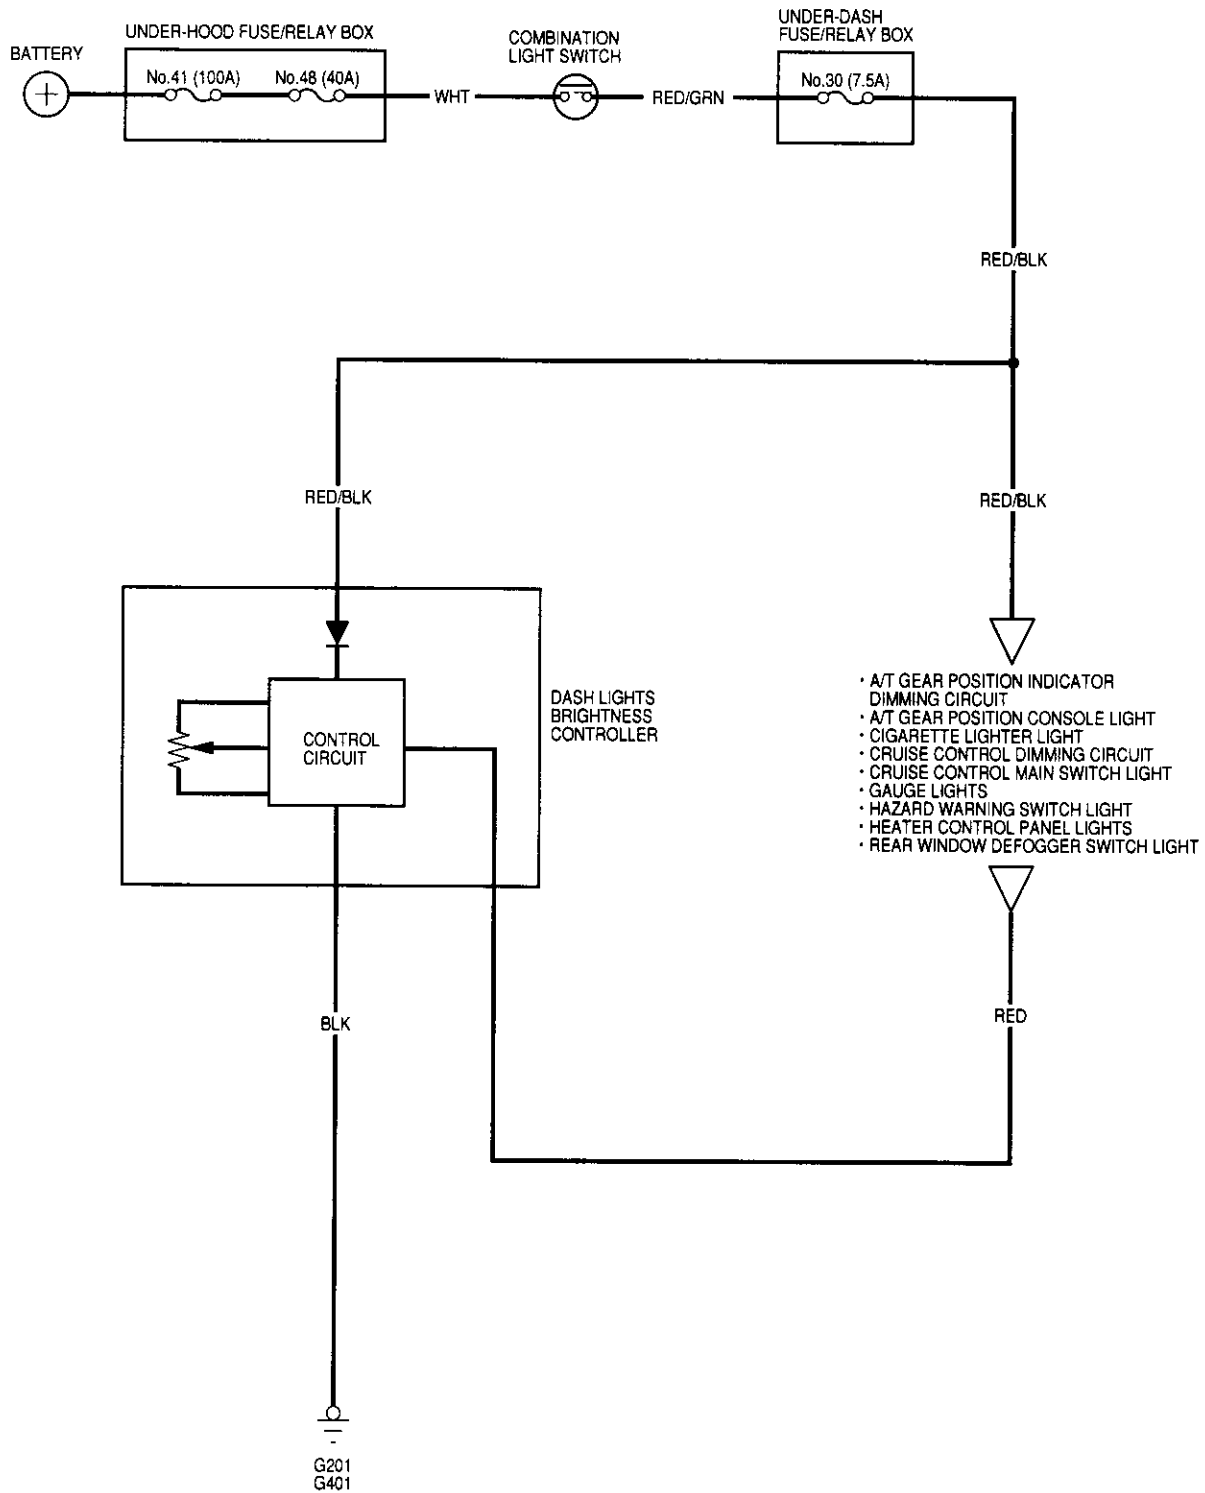 BATTERY
UNDER-HOOD FUSE/RELAY BOX
No.41 (100A)
No.48 (40A)
WHT
COMBINATION
LIGHT SWITCH
RED/GRN
UNDER-DASH
FUSE/RELAY BOX
No.30 (7.5A)
RED/BLK
RED/BLK
RED/BLK
DASH LIGHTS
BRIGHTNESS
CONTROLLER
CONTROL
CIRCUIT
· A/T GEAR POSITION INDICATOR
DIMMING CIRCUIT
· A/T GEAR POSITION CONSOLE LIGHT
· CIGARETTE LIGHTER LIGHT
· CRUISE CONTROL DIMMING CIRCUIT
· CRUISE CONTROL MAIN SWITCH LIGHT
· GAUGE LIGHTS
· HAZARD WARNING SWITCH LIGHT
· HEATER CONTROL PANEL LIGHTS
· REAR WINDOW DEFOGGER SWITCH LIGHT
BLK
RED
G201
G401